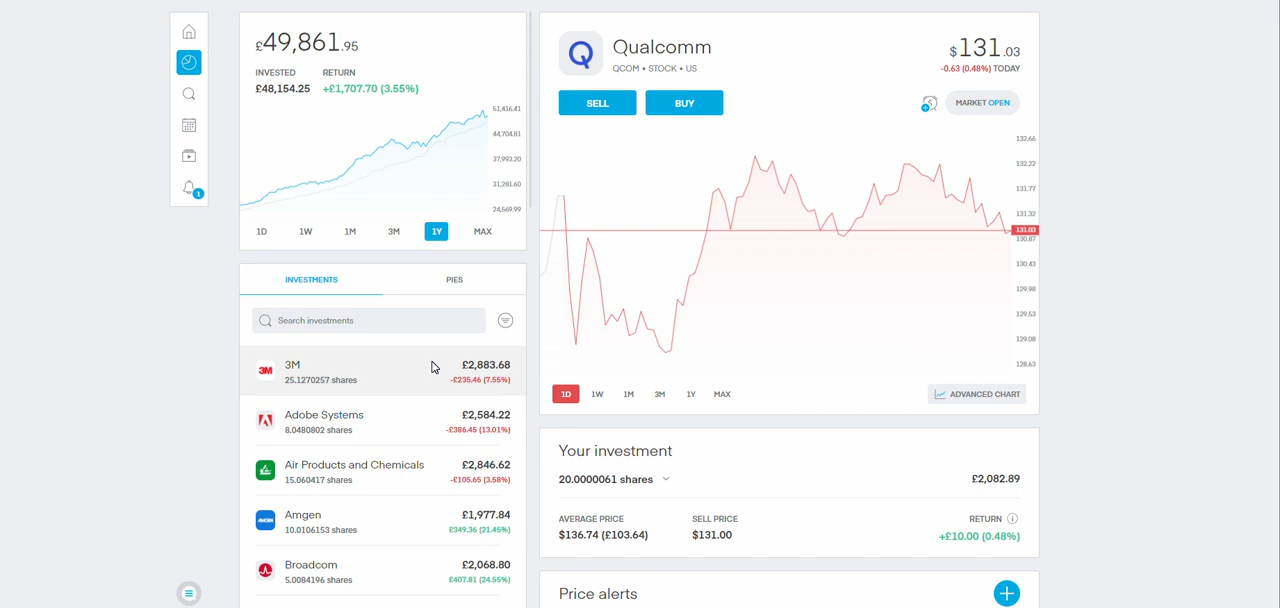 £49,861.95
INVESTED RETURN
£48,154.25 +£1,707.70 (3.55%)
51,416.41
44,704.81
37,993.20
31,281.60
24,569.99
1D 1W 1M 3M 1Y MAX
INVESTMENTS PIES
Search investments
3M £2,883.68
25.1270257 shares -£235.46 (7.55%)
Adobe Systems £2,584.22
8.0480802 shares -£386.45 (13.01%)
Air Products and Chemicals £2,846.62
15.060417 shares -£105.65 (3.58%)
Amgen £1,977.84
10.0106153 shares £349.36 (21.45%)
Broadcom £2,068.80
5.0084196 shares £407.81 (24.55%)
1
3M
AMGEN
Q
Qualcomm $131.03
QCOM • STOCK • US -0.63 (0.48%) TODAY
SELL BUY MARKET OPEN
132.66
132.22
131.77
131.32
131.03
130.87
130.43
129.98
129.53
129.08
128.63
1D 1W 1M 3M 1Y MAX ADVANCED CHART
Your investment
20.0000061 shares £2,082.89
AVERAGE PRICE SELL PRICE RETURN
$136.74 (£103.64) $131.00 +£10.00 (0.48%)
Price alerts